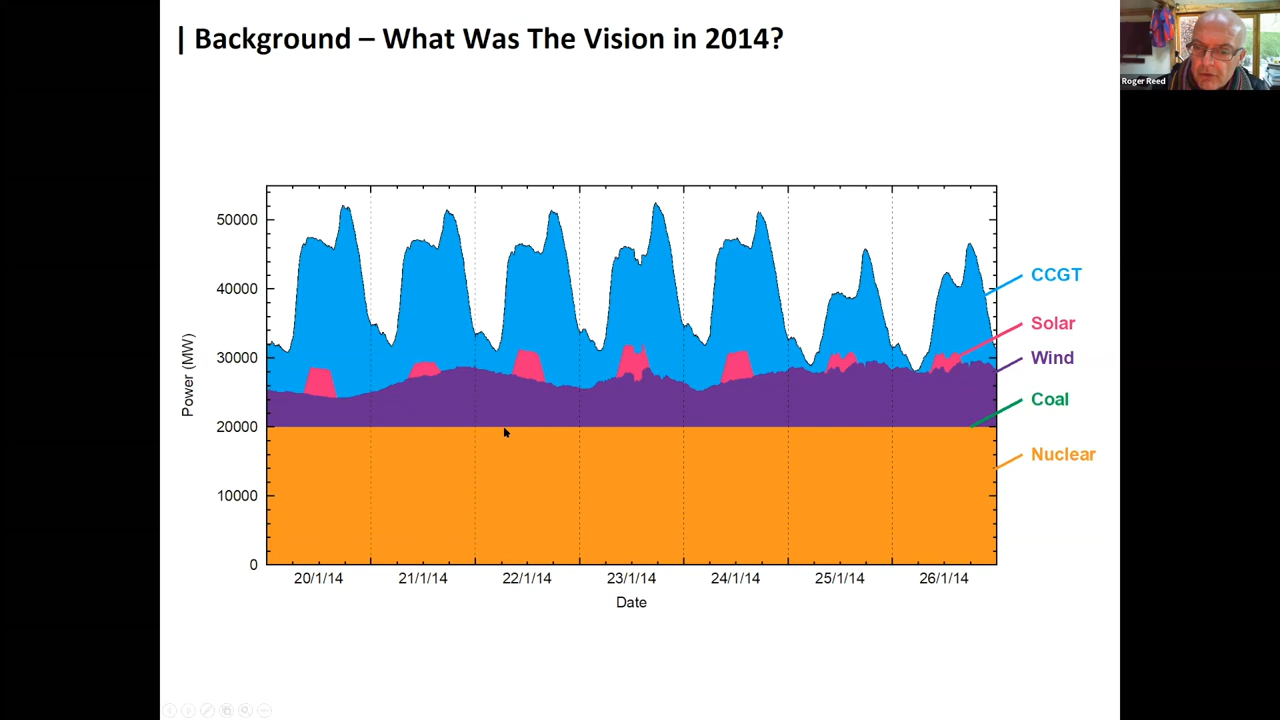 | Background – What Was The Vision in 2014?
Roger Reed
Power (MW)
50000
40000
30000
20000
10000
0
CCGT
Solar
Wind
Coal
Nuclear
20/1/14 21/1/14 22/1/14 23/1/14 24/1/14 25/1/14 26/1/14
Date